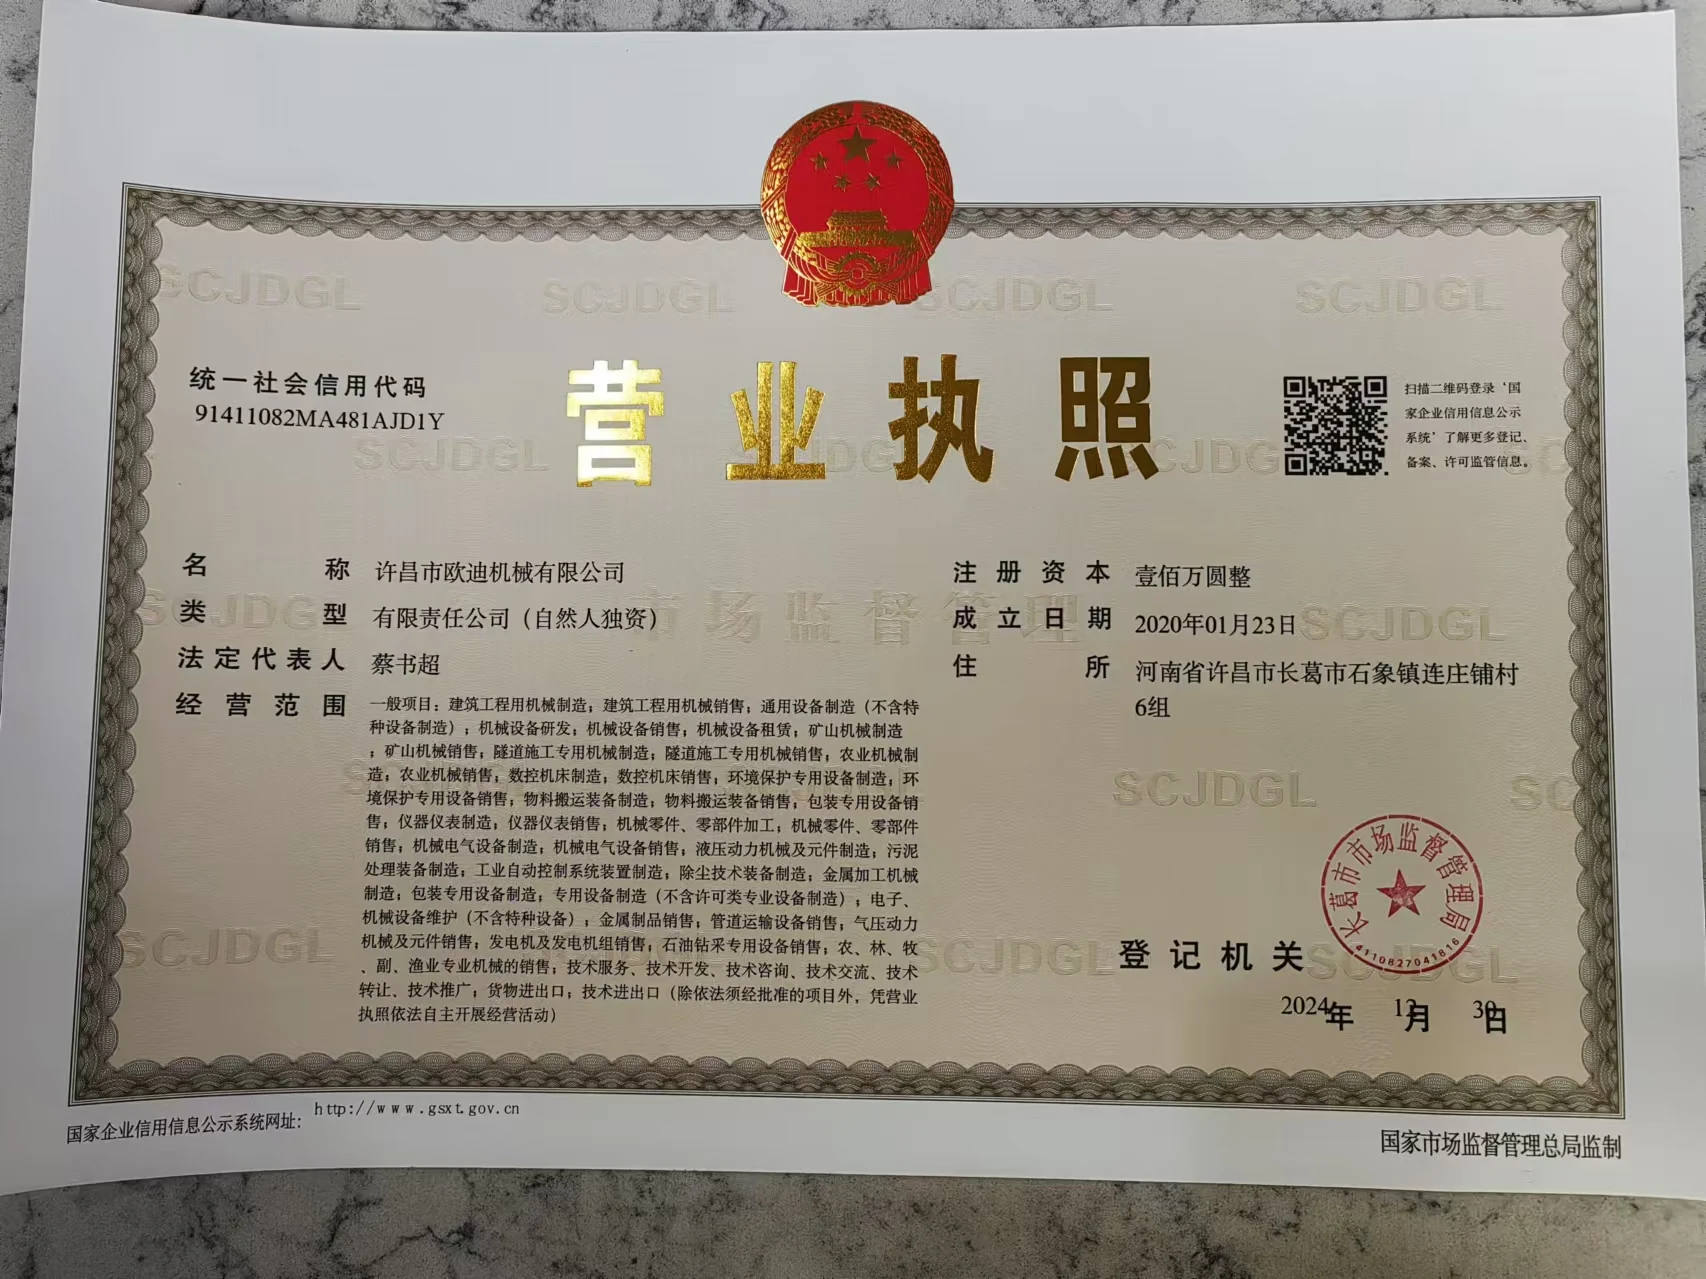 统一社会信用代码
91411082MA481AJD1Y
营业执照
扫描二维码登录‘国
家企业信用信息公示
系统’了解更多登记、
备案、许可监管信息。
名称 许昌市欧迪机械有限公司
类型 有限责任公司（自然人独资）
法定代表人 蔡书超
经营范围 一般项目：建筑工程用机械制造；建筑工程用机械销售；通用设备制造（不含特
种设备制造）；机械设备研发；机械设备销售；机械设备租赁；矿山机械制造
；矿山机械销售；隧道施工专用机械制造；隧道施工专用机械销售；农业机械制
造；农业机械销售；数控机床制造；数控机床销售；环境保护专用设备制造；环
境保护专用设备销售；物料搬运装备制造；物料搬运装备销售；包装专用设备销
售；仪器仪表制造；仪器仪表销售；机械零件、零部件加工；机械零件、零部件
销售；机械电气设备制造；机械电气设备销售；液压动力机械及元件制造；污泥
处理装备制造；工业自动控制系统装置制造；除尘技术装备制造；金属加工机械
制造；包装专用设备制造；专用设备制造（不含许可类专业设备制造）；电子、
机械设备维护（不含特种设备）；金属制品销售；管道运输设备销售；气压动力
机械及元件销售；发电机及发电机组销售；石油钻采专用设备销售；农、林、牧
、副、渔业专业机械的销售；技术服务、技术开发、技术咨询、技术交流、技术
转让、技术推广；货物进出口；技术进出口（除依法须经批准的项目外，凭营业
执照依法自主开展经营活动）
注册资本 壹佰万圆整
成立日期 2020年01月23日
住所 河南省许昌市长葛市石象镇连庄铺村
6组
长葛市市场监督管理局
4110827041816
登记机关
2024年12月30日
国家企业信用信息公示系统网址：http://www.gsxt.gov.cn
国家市场监督管理总局监制
SCJDGL
市场监督管理